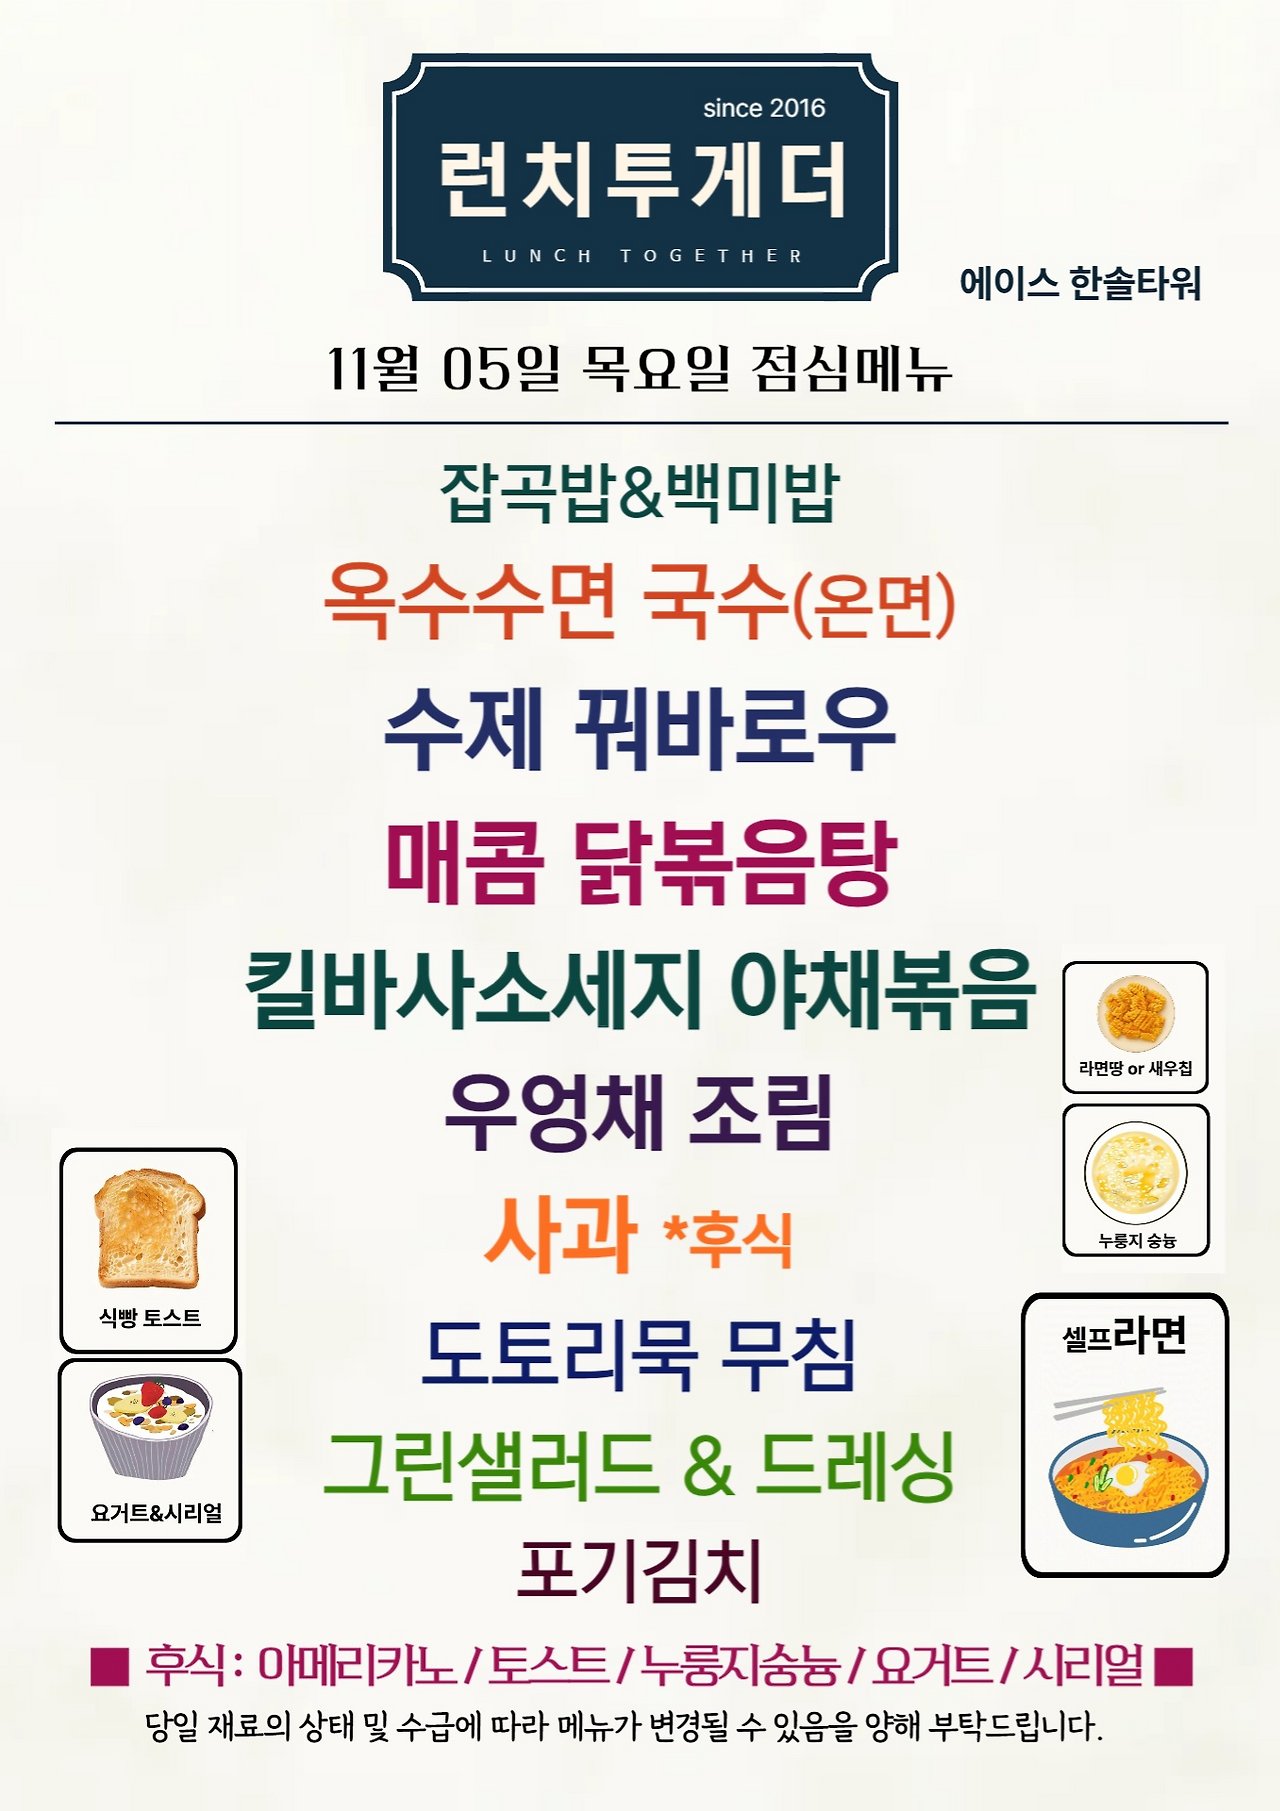 since 2016
런치투게더
LUNCH TOGETHER
에이스 한솔타워
11월 05일 목요일 점심메뉴
잡곡밥&백미밥
옥수수면 국수(온면)
수제 꿔바로우
매콤 닭볶음탕
킬바사소세지 야채볶음
라면땅 or 새우칩
우엉채 조림
누룽지 숭늉
사과 *후식
식빵 토스트
셀프라면
도토리묵 무침
그린샐러드 & 드레싱
요거트&시리얼
포기김치
■ 후식: 아메리카노 / 토스트 / 누룽지숭늉 / 요거트 / 시리얼 ■
당일 재료의 상태 및 수급에 따라 메뉴가 변경될 수 있음을 양해 부탁드립니다.